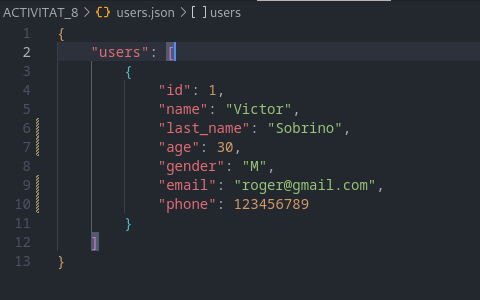 ACTIVITAT_8 > {} users.json > [ ] users
1 {
2 "users": [
3 {
4 "id": 1,
5 "name": "Victor",
6 "last_name": "Sobrino",
7 "age": 30,
8 "gender": "M",
9 "email": "roger@gmail.com",
10 "phone": 123456789
11 }
12 ]
13 }